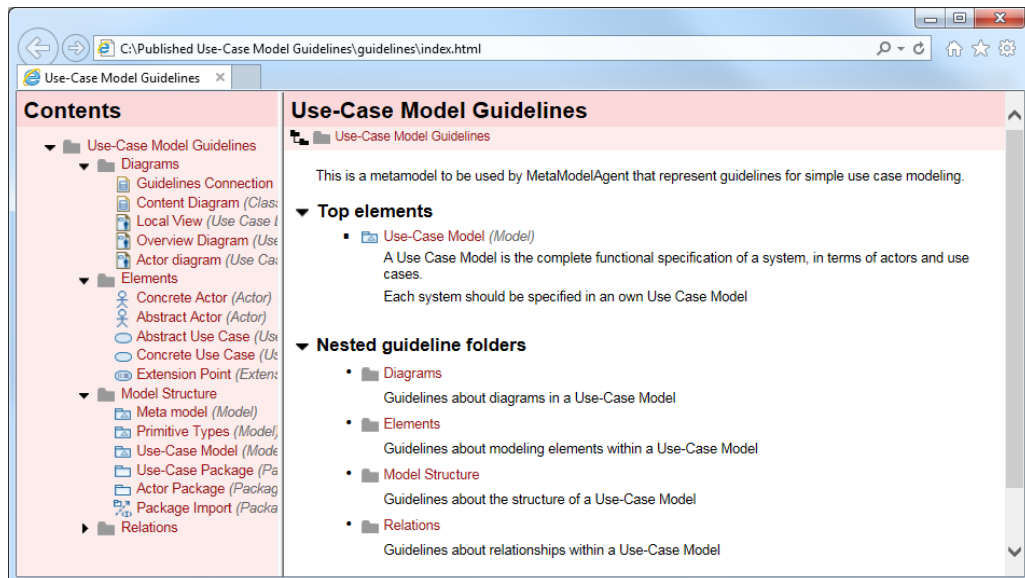 C:\Published Use-Case Model Guidelines\guidelines\index.html
Use-Case Model Guidelines
Contents
Use-Case Model Guidelines
Diagrams
Guidelines Connection
Content Diagram (Clas
Local View (Use Case
Overview Diagram (Use
Actor diagram (Use Cas
Elements
Concrete Actor (Actor)
Abstract Actor (Actor)
Abstract Use Case (Use
Concrete Use Case (Us
Extension Point (Extens
Model Structure
Meta model (Model)
Primitive Types (Model)
Use-Case Model (Mode
Use-Case Package (Pa
Actor Package (Packag
Package Import (Packa
Relations
Use-Case Model Guidelines
Use-Case Model Guidelines
This is a metamodel to be used by MetaModelAgent that represent guidelines for simple use case modeling.
Top elements
Use-Case Model (Model)
A Use Case Model is the complete functional specification of a system, in terms of actors and use
cases.
Each system should be specified in an own Use Case Model
Nested guideline folders
Diagrams
Guidelines about diagrams in a Use-Case Model
Elements
Guidelines about modeling elements within a Use-Case Model
Model Structure
Guidelines about the structure of a Use-Case Model
Relations
Guidelines about relationships within a Use-Case Model